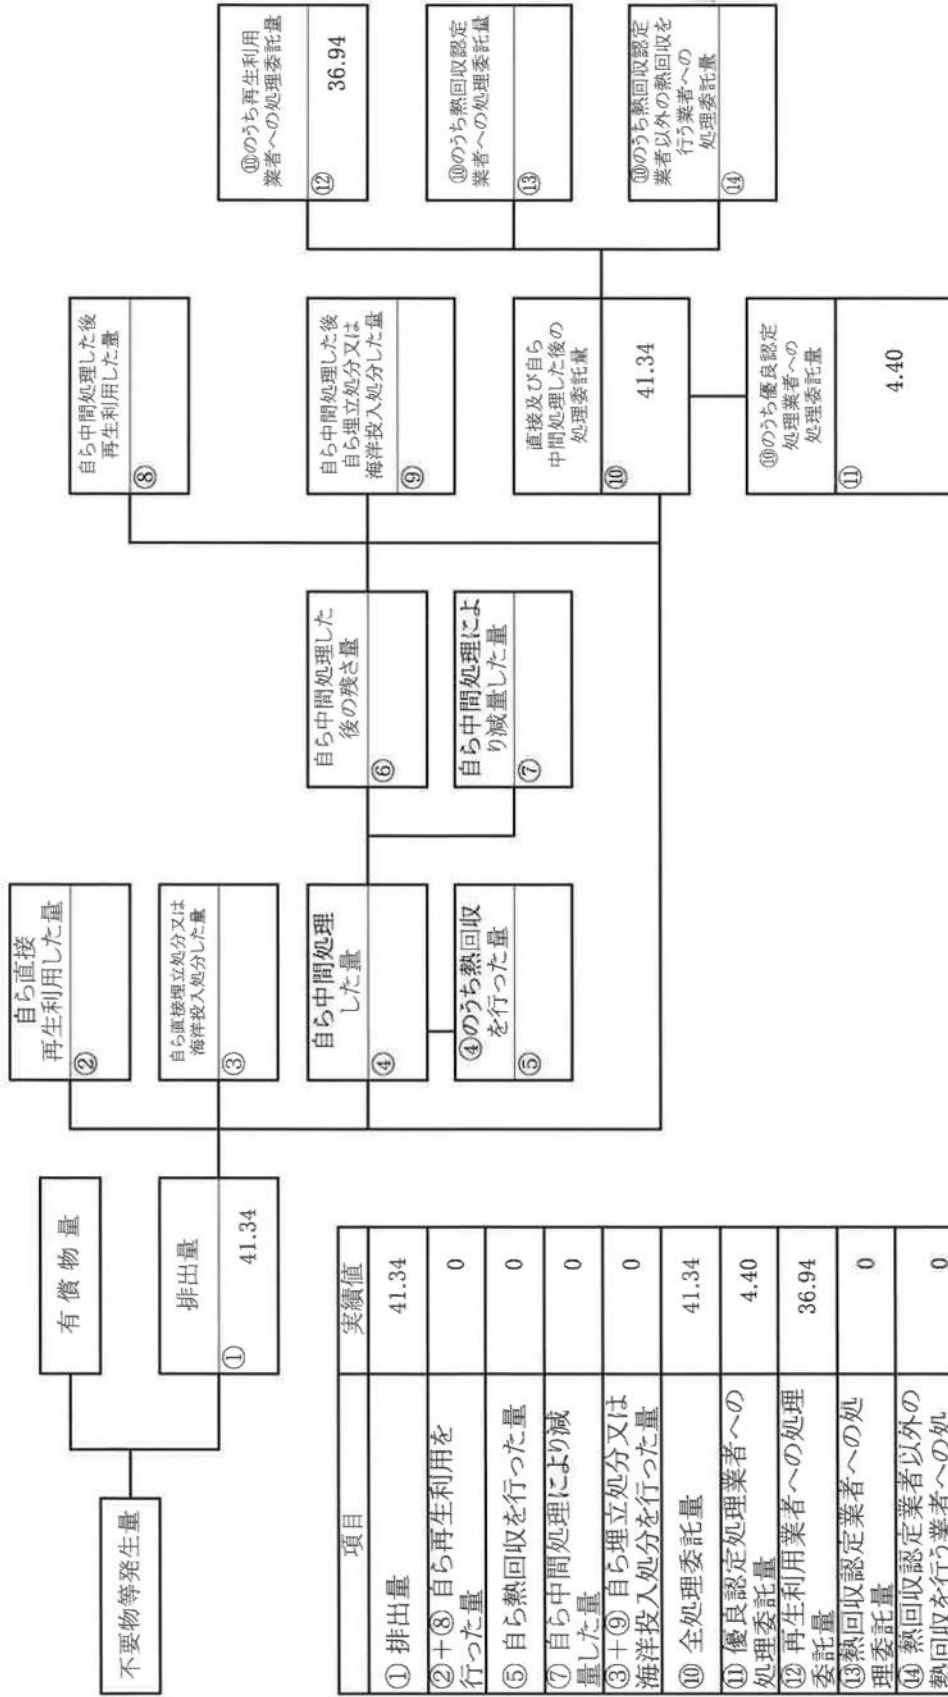 不要物等発生量
有償物量
排出量
①
41.34
自ら直接
再生利用した量
②
自ら直接埋立処分又は
海洋投入処分した量
③
自ら中間処理
した量
④
④のうち熱回収
を行った量
⑤
自ら中間処理した
後の残さ量
⑥
自ら中間処理によ
り減量した量
⑦
自ら中間処理した後
再生利用した量
⑧
自ら中間処理した後
自ら埋立処分又は
海洋投入処分した量
⑨
直接及び自ら
中間処理した後の
処理委託量
⑩
41.34
⑩のうち優良認定
処理業者への
処理委託量
⑪
4.40
⑩のうち再生利用
業者への処理委託量
⑫
36.94
⑩のうち熱回収認定
業者への処理委託量
⑬
⑩のうち熱回収認定
業者以外の熱回収を
行う業者への
処理委託量
⑭
項目 実績値
①排出量 41.34
②+⑧ 自ら再生利用を
行った量 0
⑤ 自ら熱回収を行った量 0
⑦ 自ら中間処理により減
量した量 0
③+⑨ 自ら埋立処分又は
海洋投入処分を行った量 0
⑩ 全処理委託量 41.34
⑪ 優良認定処理業者への
処理委託量 4.40
⑫ 再生利用業者への処理
委託量 36.94
⑬熱回収認定業者への処
理委託量 0
⑭ 熱回収認定業者以外の
熱回収を行う業者への処 0